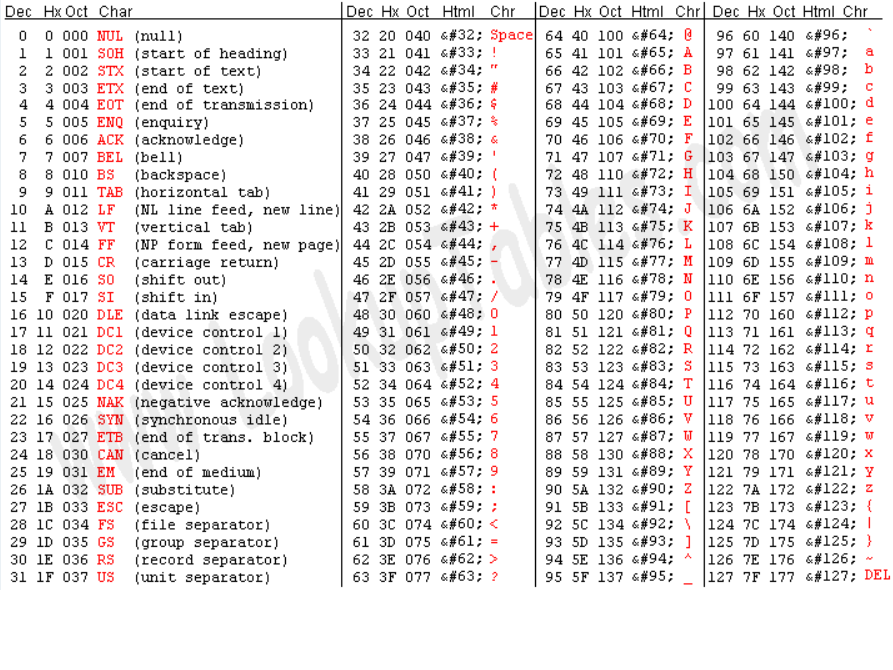 Dec Hx Oct Char Dec Hx Oct Html Chr Dec Hx Oct Html Chr Dec Hx Oct Html Chr
0 0 000 NUL (null) 32 20 040 &#32; Space 64 40 100 &#64; @ 96 60 140 &#96; `
1 1 001 SOH (start of heading) 33 21 041 &#33; ! 65 41 101 &#65; A 97 61 141 &#97; a
2 2 002 STX (start of text) 34 22 042 &#34; " 66 42 102 &#66; B 98 62 142 &#98; b
3 3 003 ETX (end of text) 35 23 043 &#35; # 67 43 103 &#67; C 99 63 143 &#99; c
4 4 004 EOT (end of transmission) 36 24 044 &#36; $ 68 44 104 &#68; D 100 64 144 &#100; d
5 5 005 ENQ (enquiry) 37 25 045 &#37; % 69 45 105 &#69; E 101 65 145 &#101; e
6 6 006 ACK (acknowledge) 38 26 046 &#38; & 70 46 106 &#70; F 102 66 146 &#102; f
7 7 007 BEL (bell) 39 27 047 &#39; ' 71 47 107 &#71; G 103 67 147 &#103; g
8 8 010 BS (backspace) 40 28 050 &#40; ( 72 48 110 &#72; H 104 68 150 &#104; h
9 9 011 TAB (horizontal tab) 41 29 051 &#41; ) 73 49 111 &#73; I 105 69 151 &#105; i
10 A 012 LF (NL line feed, new line) 42 2A 052 &#42; * 74 4A 112 &#74; J 106 6A 152 &#106; j
11 B 013 VT (vertical tab) 43 2B 053 &#43; + 75 4B 113 &#75; K 107 6B 153 &#107; k
12 C 014 FF (NP form feed, new page) 44 2C 054 &#44; , 76 4C 114 &#76; L 108 6C 154 &#108; l
13 D 015 CR (carriage return) 45 2D 055 &#45; - 77 4D 115 &#77; M 109 6D 155 &#109; m
14 E 016 SO (shift out) 46 2E 056 &#46; . 78 4E 116 &#78; N 110 6E 156 &#110; n
15 F 017 SI (shift in) 47 2F 057 &#47; / 79 4F 117 &#79; O 111 6F 157 &#111; o
16 10 020 DLE (data link escape) 48 30 060 &#48; 0 80 50 120 &#80; P 112 70 160 &#112; p
17 11 021 DC1 (device control 1) 49 31 061 &#49; 1 81 51 121 &#81; Q 113 71 161 &#113; q
18 12 022 DC2 (device control 2) 50 32 062 &#50; 2 82 52 122 &#82; R 114 72 162 &#114; r
19 13 023 DC3 (device control 3) 51 33 063 &#51; 3 83 53 123 &#83; S 115 73 163 &#115; s
20 14 024 DC4 (device control 4) 52 34 064 &#52; 4 84 54 124 &#84; T 116 74 164 &#116; t
21 15 025 NAK (negative acknowledge) 53 35 065 &#53; 5 85 55 125 &#85; U 117 75 165 &#117; u
22 16 026 SYN (synchronous idle) 54 36 066 &#54; 6 86 56 126 &#86; V 118 76 166 &#118; v
23 17 027 ETB (end of trans. block) 55 37 067 &#55; 7 87 57 127 &#87; W 119 77 167 &#119; w
24 18 030 CAN (cancel) 56 38 070 &#56; 8 88 58 130 &#88; X 120 78 170 &#120; x
25 19 031 EM (end of medium) 57 39 071 &#57; 9 89 59 131 &#89; Y 121 79 171 &#121; y
26 1A 032 SUB (substitute) 58 3A 072 &#58; : 90 5A 132 &#90; Z 122 7A 172 &#122; z
27 1B 033 ESC (escape) 59 3B 073 &#59; ; 91 5B 133 &#91; [ 123 7B 173 &#123; {
28 1C 034 FS (file separator) 60 3C 074 &#60; < 92 5C 134 &#92; \ 124 7C 174 &#124; |
29 1D 035 GS (group separator) 61 3D 075 &#61; = 93 5D 135 &#93; ] 125 7D 175 &#125; }
30 1E 036 RS (record separator) 62 3E 076 &#62; > 94 5E 136 &#94; ^ 126 7E 176 &#126; ~
31 1F 037 US (unit separator) 63 3F 077 &#63; ? 95 5F 137 &#95; _ 127 7F 177 &#127; DEL
www.LookupTables.com